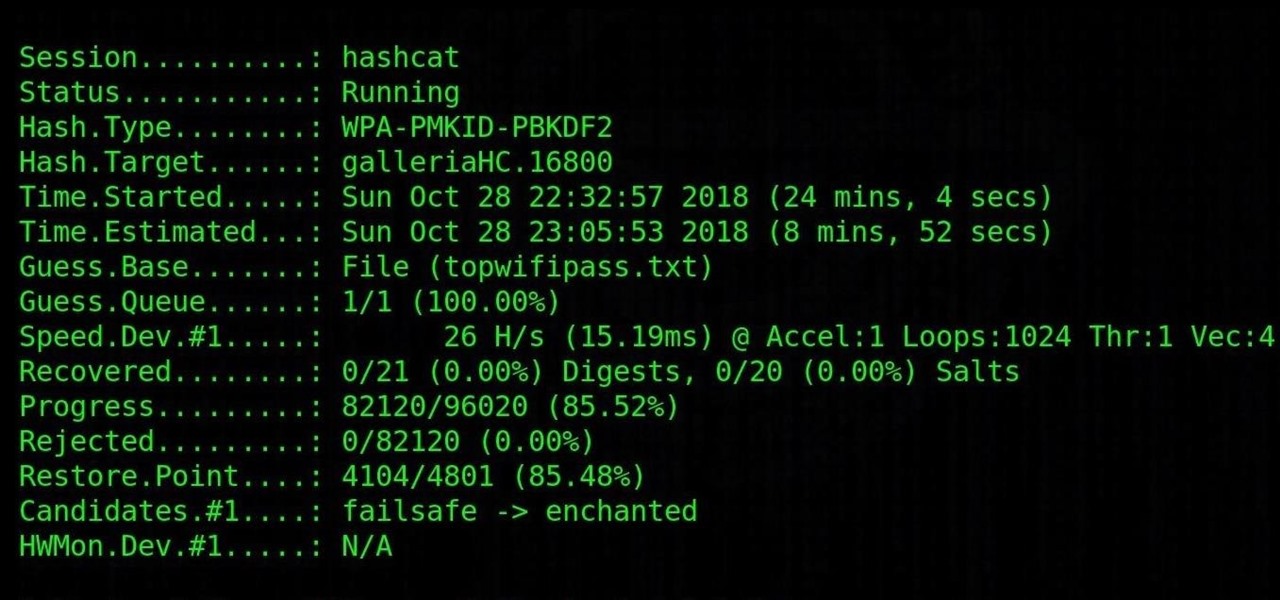 Session..........: hashcat
Status...........: Running
Hash.Type........: WPA-PMKID-PBKDF2
Hash.Target......: galleriaHC.16800
Time.Started.....: Sun Oct 28 22:32:57 2018 (24 mins, 4 secs)
Time.Estimated...: Sun Oct 28 23:05:53 2018 (8 mins, 52 secs)
Guess.Base.......: File (topwifipass.txt)
Guess.Queue......: 1/1 (100.00%)
Speed.Dev.#1.....:       26 H/s (15.19ms) @ Accel:1 Loops:1024 Thr:1 Vec:4
Recovered........: 0/21 (0.00%) Digests, 0/20 (0.00%) Salts
Progress.........: 82120/96020 (85.52%)
Rejected.........: 0/82120 (0.00%)
Restore.Point....: 4104/4801 (85.48%)
Candidates.#1....: failsafe -> enchanted
HWMon.Dev.#1.....: N/A